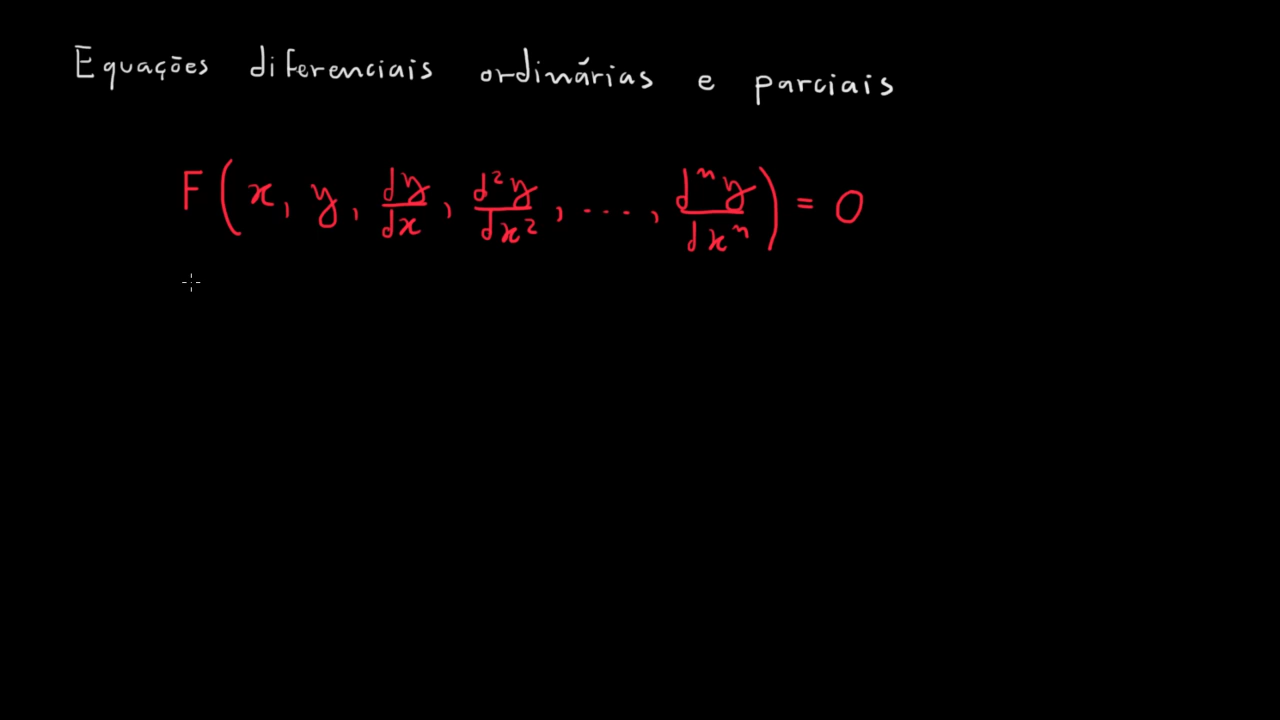 Equações diferenciais ordinárias e parciais
F(x, y, dy/dx, d²y/dx², ...., dⁿy/dxⁿ) = 0